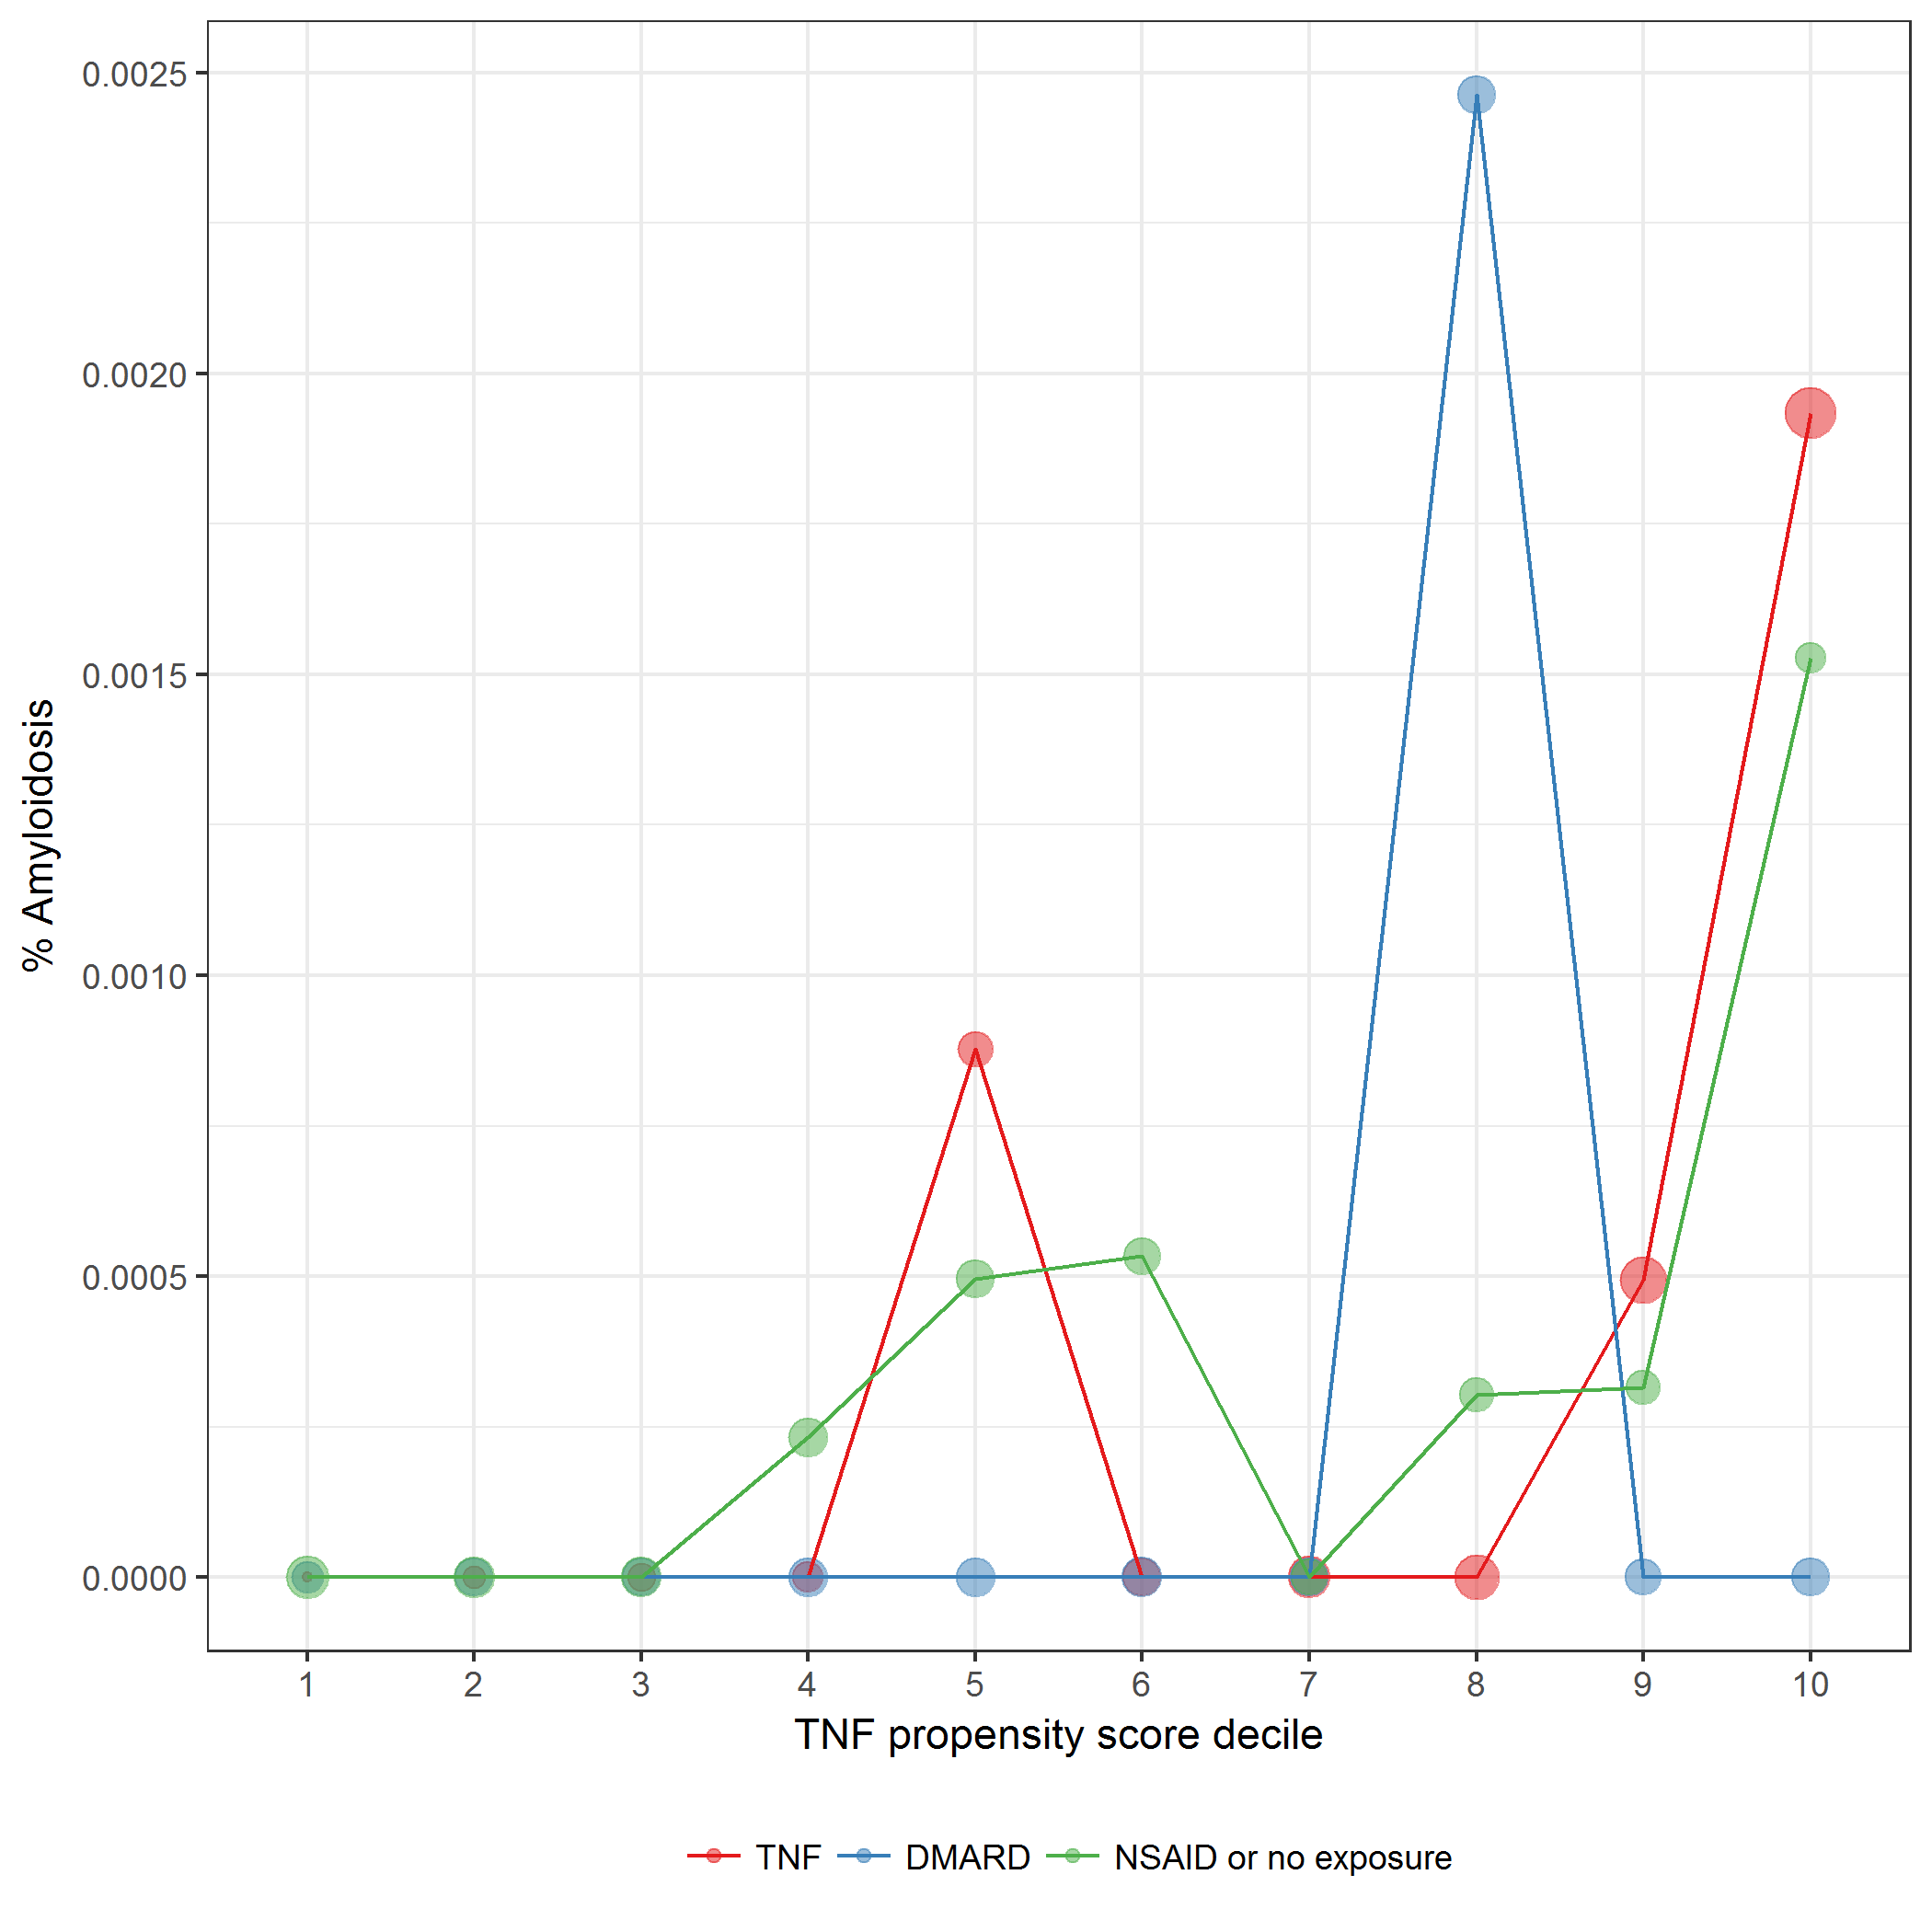 0.0025
0.0020
0.0015
0.0010
0.0005
0.0000
% Amyloidosis
1 2 3 4 5 6 7 8 9 10
TNF propensity score decile
TNF DMARD NSAID or no exposure